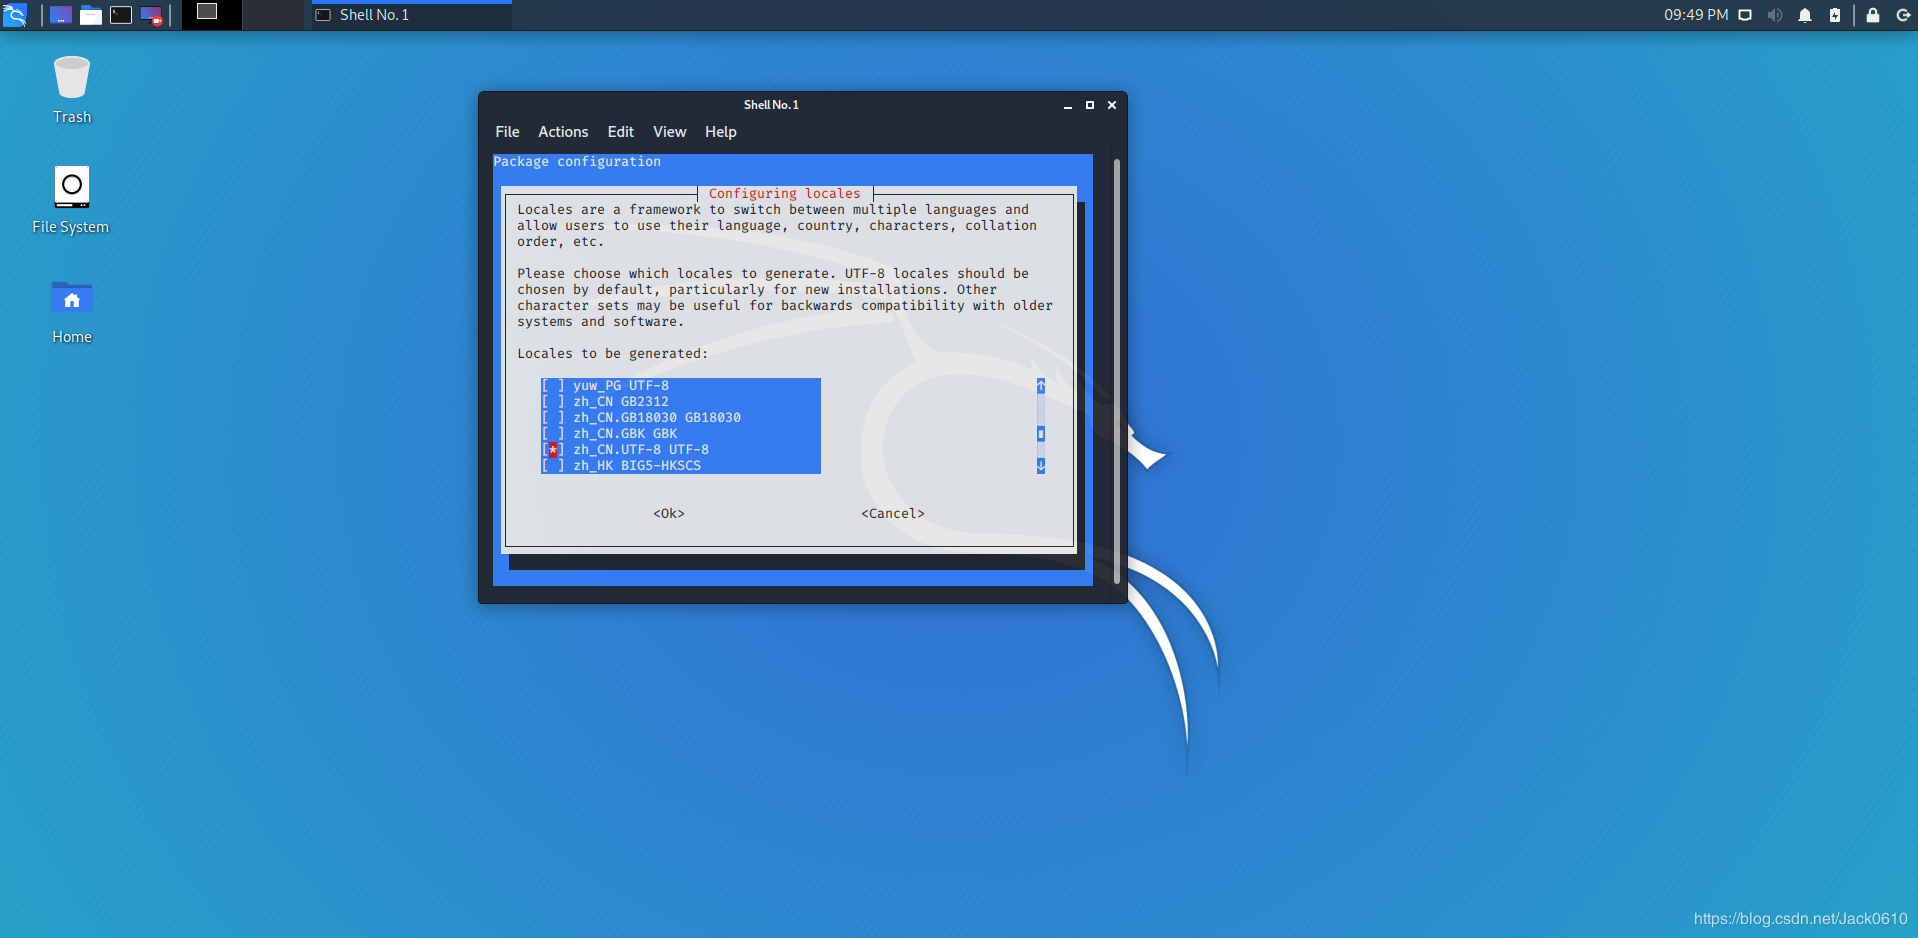 Shell No. 1
09:49 PM
Trash
File System
Home
Shell No. 1
File Actions Edit View Help
Package configuration
Configuring locales
Locales are a framework to switch between multiple languages and
allow users to use their language, country, characters, collation
order, etc.
Please choose which locales to generate. UTF-8 locales should be
chosen by default, particularly for new installations. Other
character sets may be useful for backwards compatibility with older
systems and software.
Locales to be generated:
[ ] yuw_PG UTF-8
[ ] zh_CN GB2312
[ ] zh_CN.GB18030 GB18030
[ ] zh_CN.GBK GBK
[*] zh_CN.UTF-8 UTF-8
[ ] zh_HK BIG5-HKSCS
<Ok> <Cancel>
https://blog.csdn.net/Jack0610